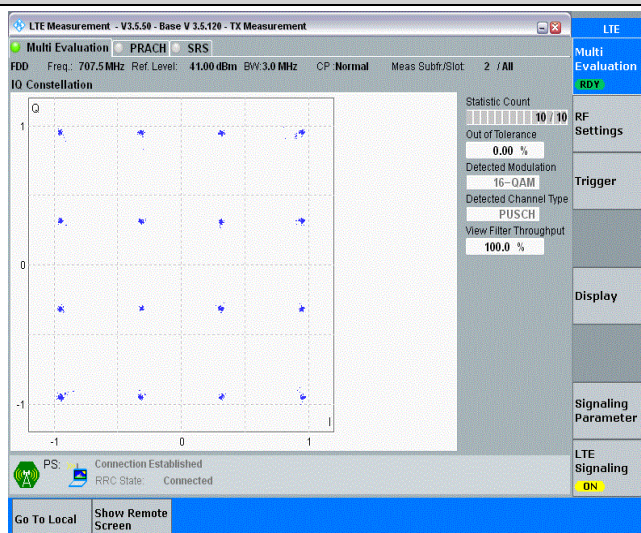 LTE Measurement - V3.5.50 - Base V 3.5.120 - TX Measurement
LTE
Multi Evaluation PRACH SRS
FDD Freq.: 707.5 MHz Ref. Level: 41.00 dBm BW:3.0 MHz CP :Normal Meas Subfr./Slot: 2 / All
IQ Constellation
Q
1
0
-1
-1 0 1
I
Statistic Count
10 / 10
Out of Tolerance
0.00 %
Detected Modulation
16-QAM
Detected Channel Type
PUSCH
View Filter Throughput
100.0 %
PS: Connection Established
RRC State: Connected
Multi
Evaluation
RDY
RF
Settings
Trigger
Display
Signaling
Parameter
LTE
Signaling
ON
Go To Local
Show Remote
Screen